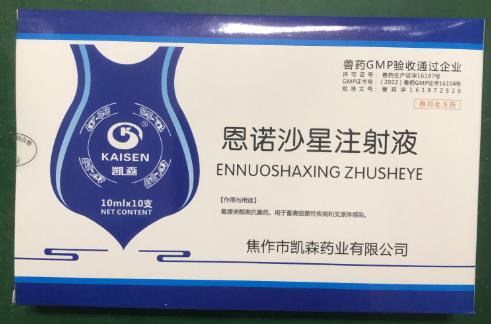 兽药GMP验收通过企业
许可证号：兽药生产证字16187号
GMP证书号：（2022）兽药GMP证字16104号
批准文号：兽药字161872520
兽用处方药
KAISEN
凯森
10ml×10支
NET CONTENT
恩诺沙星注射液
ENNUOSHAXING ZHUSHEYE
【作用与用途】
氟喹诺酮类抗菌药。用于畜禽细菌性疾病和支原体感染。
焦作市凯森药业有限公司